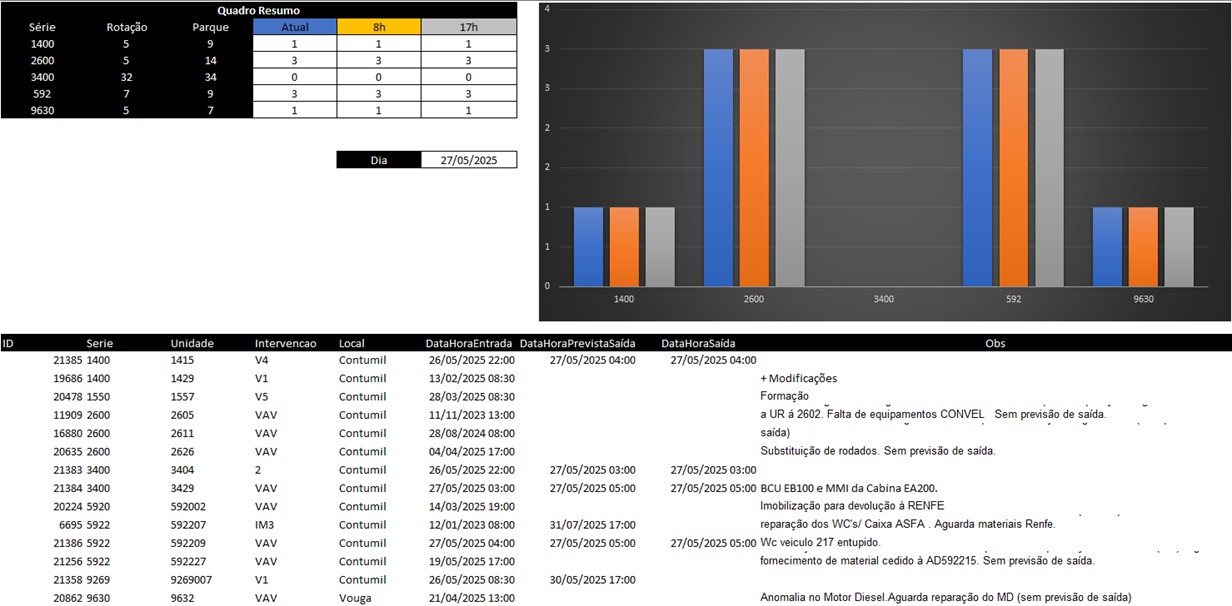 Quadro Resumo
Série Rotação Parque Atual 8h 17h
1400 5 9 1 1 1
2600 5 14 3 3 3
3400 32 34 0 0 0
592 7 9 3 3 3
9630 5 7 1 1 1
Dia 27/05/2025
4
3
3
2
2
1
1
0
1400 2600 3400 592 9630
ID Serie Unidade Intervencao Local DataHoraEntrada DataHoraPrevistaSaída DataHoraSaída Obs
21385 1400 1415 V4 Contumil 26/05/2025 22:00 27/05/2025 04:00 27/05/2025 04:00
19686 1400 1429 V1 Contumil 13/02/2025 08:30 + Modificações
20478 1550 1557 V5 Contumil 28/03/2025 08:30 Formação
11909 2600 2605 VAV Contumil 11/11/2023 13:00 a UR á 2602. Falta de equipamentos CONVEL Sem previsão de saída.
16880 2600 2611 VAV Contumil 28/08/2024 08:00 saída)
20635 2600 2626 VAV Contumil 04/04/2025 17:00 Substituição de rodados. Sem previsão de saída.
21383 3400 3404 2 Contumil 26/05/2025 22:00 27/05/2025 03:00 27/05/2025 03:00
21384 3400 3429 VAV Contumil 27/05/2025 03:00 27/05/2025 05:00 27/05/2025 05:00 BCU EB100 e MMI da Cabina EA200.
20224 5920 592002 VAV Contumil 14/03/2025 19:00 Imobilização para devolução à RENFE
6695 5922 592207 IM3 Contumil 12/01/2023 08:00 31/07/2025 17:00 reparação dos WC's/ Caixa ASFA . Aguarda materiais Renfe.
21386 5922 592209 VAV Contumil 27/05/2025 04:00 27/05/2025 05:00 27/05/2025 05:00 Wc veiculo 217 entupido.
21256 5922 592227 VAV Contumil 19/05/2025 17:00 fornecimento de material cedido à AD592215. Sem previsão de saída.
21358 9269 9269007 V1 Contumil 26/05/2025 08:30 30/05/2025 17:00
20862 9630 9632 VAV Vouga 21/04/2025 13:00 Anomalia no Motor Diesel.Aguarda reparação do MD (sem previsão de saída)